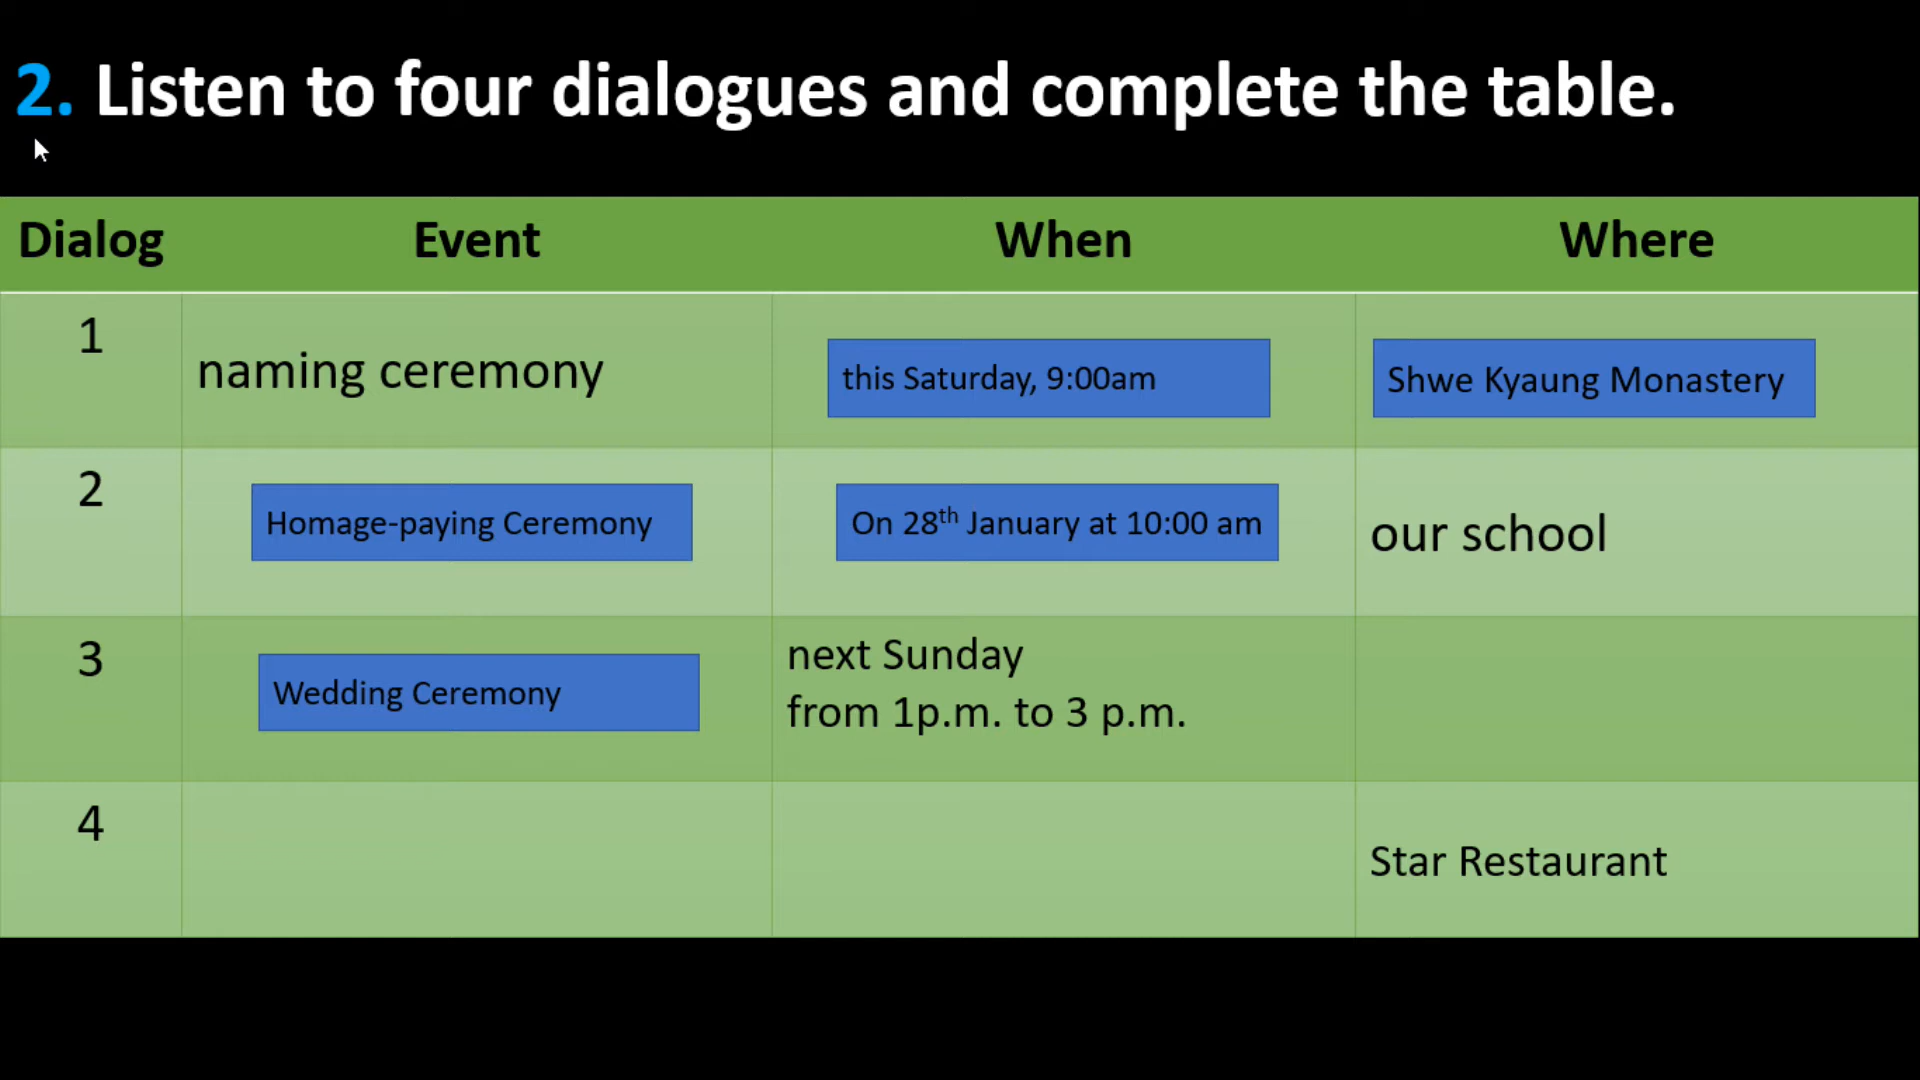 2. Listen to four dialogues and complete the table.
Dialog Event When Where
1 naming ceremony this Saturday, 9:00am Shwe Kyaung Monastery
2 Homage-paying Ceremony On 28th January at 10:00 am our school
3 Wedding Ceremony next Sunday
from 1p.m. to 3 p.m.
4 Star Restaurant